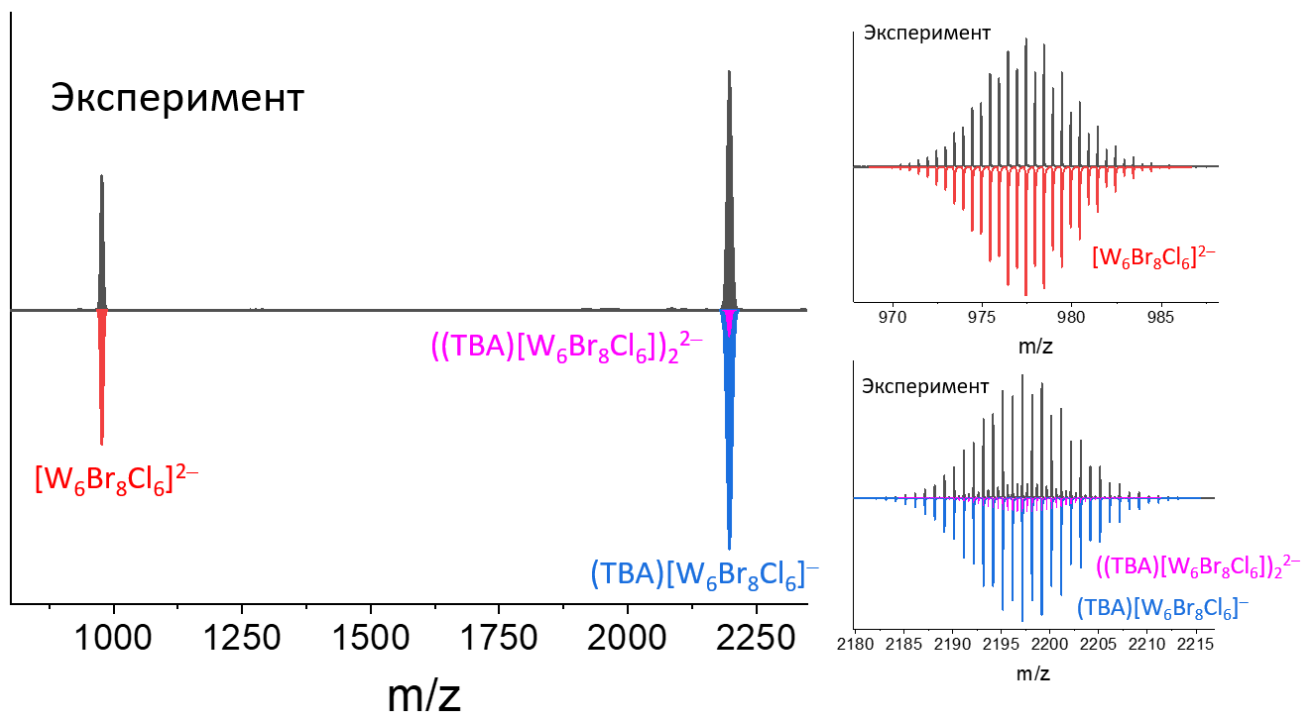 Эксперимент
((TBA)[W₆Br₈Cl₆])₂²⁻
[W₆Br₈Cl₆]²⁻
(TBA)[W₆Br₈Cl₆]⁻
1000 1250 1500 1750 2000 2250
m/z
Эксперимент
[W₆Br₈Cl₆]²⁻
970 975 980 985
m/z
Эксперимент
((TBA)[W₆Br₈Cl₆])₂²⁻
(TBA)[W₆Br₈Cl₆]⁻
2180 2185 2190 2195 2200 2205 2210 2215
m/z